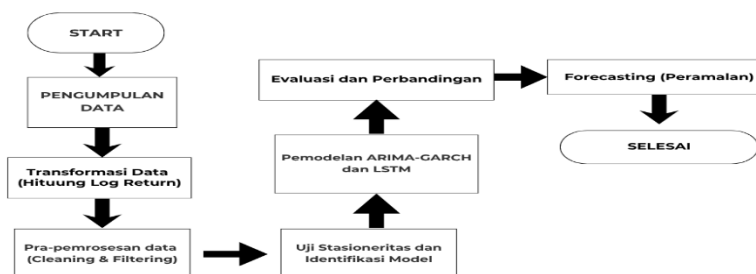 START
PENGUMPULAN
DATA
Transformasi Data
(Hituung Log Return)
Pra-pemrosesan data
(Cleaning & Filtering)
Uji Stasioneritas dan
Identifikasi Model
Pemodelan ARIMA-GARCH
dan LSTM
Evaluasi dan Perbandingan
Forecasting (Peramalan)
SELESAI